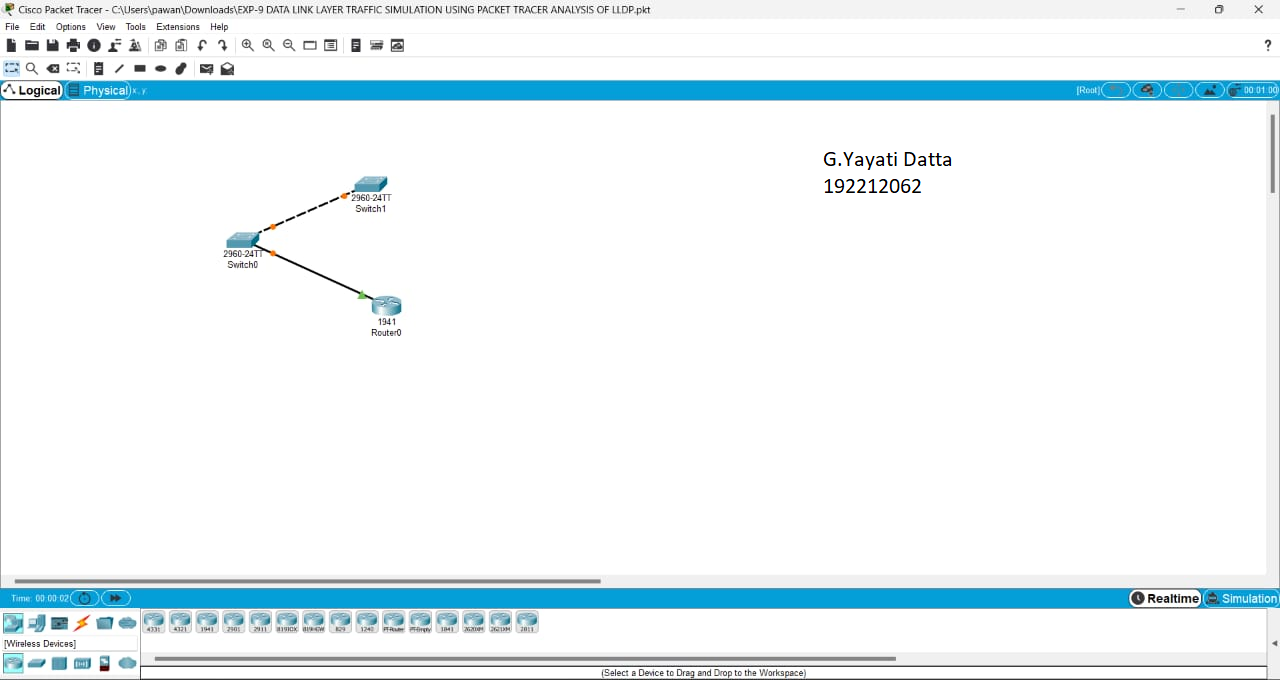 Cisco Packet Tracer - C:\Users\pawan\Downloads\EXP-9 DATA LINK LAYER TRAFFIC SIMULATION USING PACKET TRACER ANALYSIS OF LLDP.pkt
File Edit Options View Tools Extensions Help
?
Logical Physical x, y [Root] 00:01:00
G.Yayati Datta
192212062
2960-24TT
Switch1
2960-24TT
Switch0
1941
Router0
Time: 00:00:02 Realtime Simulation
4331 4321 1941 2901 2911 819IOX 819HGW 829 1240 PT-Router PT-Empty 1841 2620XM 2621XM 2811
[Wireless Devices]
(Select a Device to Drag and Drop to the Workspace)